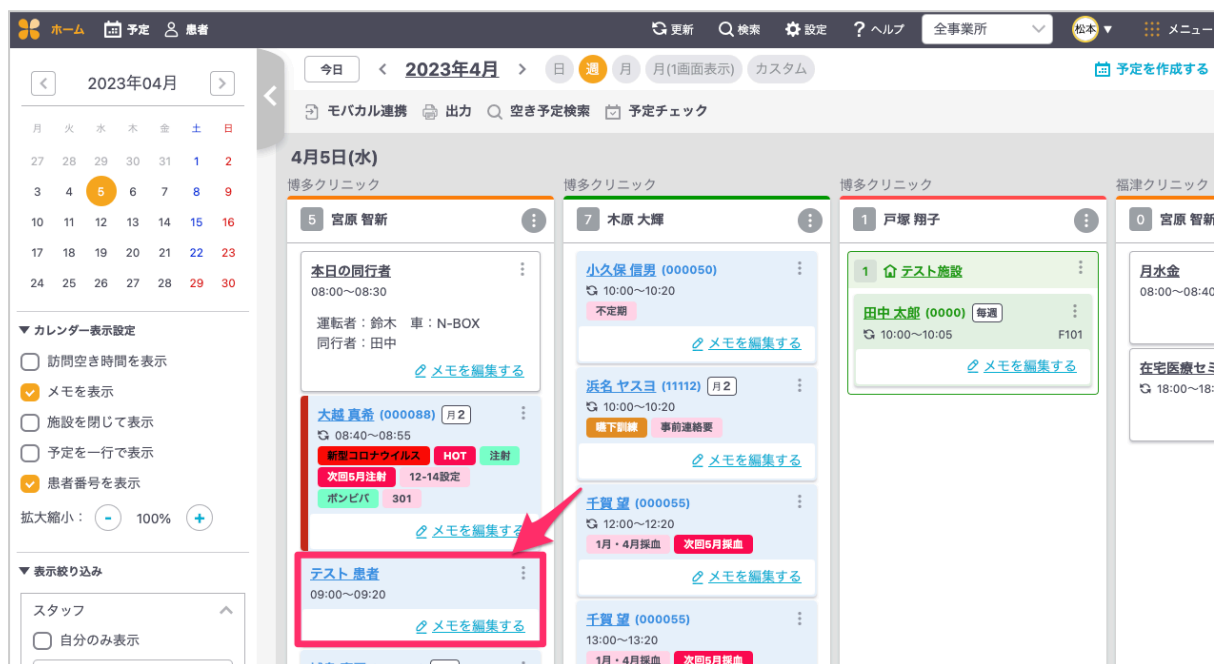 ホーム 予定 患者 更新 検索 設定 ? ヘルプ 全事業所 松本 ▼ メニュー
2023年04月
月 火 水 木 金 土 日
27 28 29 30 31 1 2
3 4 5 6 7 8 9
10 11 12 13 14 15 16
17 18 19 20 21 22 23
24 25 26 27 28 29 30
▼ カレンダー表示設定
訪問空き時間を表示
メモを表示
施設を閉じて表示
予定を一行で表示
患者番号を表示
拡大縮小： - 100% +
▼ 表示絞り込み
スタッフ
自分のみ表示
今日 2023年4月 日 週 月 月(1画面表示) カスタム 予定を作成する
モバカル連携 出力 空き予定検索 予定チェック
4月5日(水)
博多クリニック
5 宮原 智新
本日の同行者
08:00〜08:30
運転者：鈴木 車：N-BOX
同行者：田中
メモを編集する
大越 真希 (000088) 月2
08:40〜08:55
新型コロナウイルス HOT 注射
次回5月注射 12-14設定
ボンビバ 301
メモを編集する
テスト 患者
09:00〜09:20
メモを編集する
博多クリニック
7 木原 大輝
小久保 信男 (000050)
10:00〜10:20
不定期
メモを編集する
浜名 ヤスヨ (11112) 月2
10:00〜10:20
嚥下訓練 事前連絡要
メモを編集する
千賀 望 (000055)
12:00〜12:20
1月・4月採血 次回5月採血
メモを編集する
千賀 望 (000055)
13:00〜13:20
1月・4月採血 次回5月採血
博多クリニック
1 戸塚 翔子
1 テスト施設
田中 太郎 (0000) 毎週
10:00〜10:05 F101
メモを編集する
福津クリニック
0 宮原 智新
月水金
08:00〜08:40
在宅医療セミ
18:00〜18: